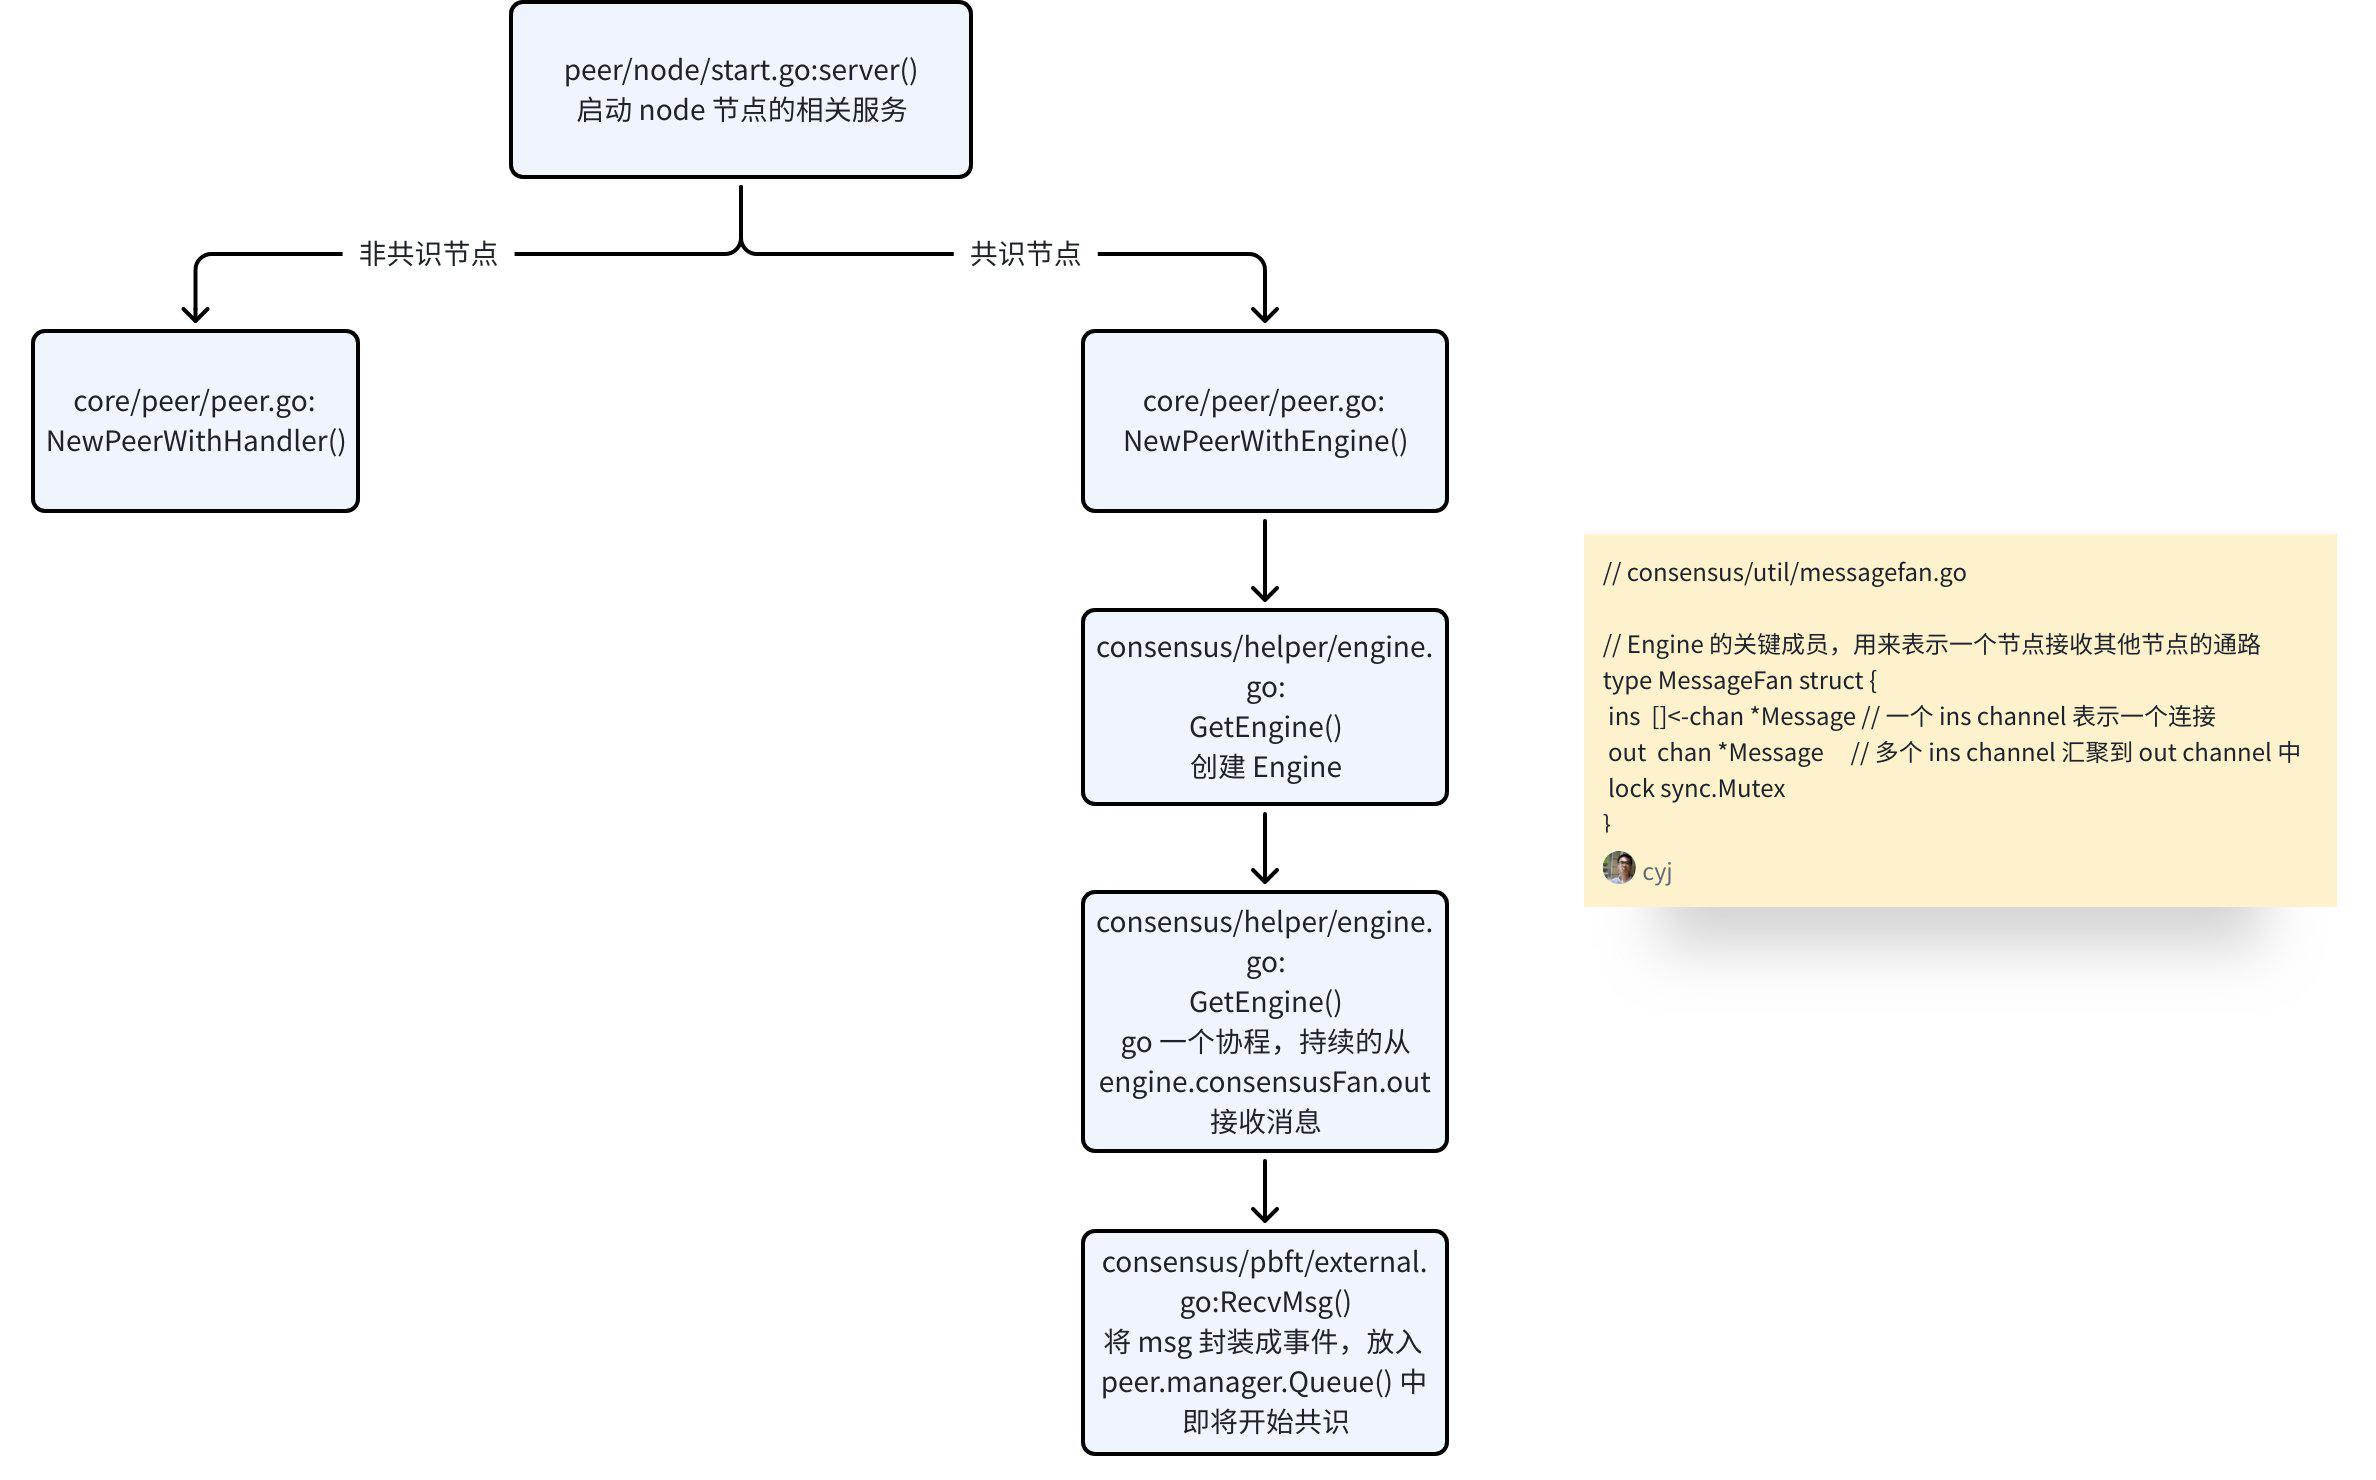 peer/node/start.go:server()
启动 node 节点的相关服务
非共识节点
共识节点
core/peer/peer.go:
NewPeerWithHandler()
core/peer/peer.go:
NewPeerWithEngine()
consensus/helper/engine.
go:
GetEngine()
创建 Engine
consensus/helper/engine.
go:
GetEngine()
go 一个协程，持续的从
engine.consensusFan.out
接收消息
consensus/pbft/external.
go:RecvMsg()
将 msg 封装成事件，放入
peer.manager.Queue() 中
即将开始共识
// consensus/util/messagefan.go
// Engine 的关键成员，用来表示一个节点接收其他节点的通路
type MessageFan struct {
ins  []<-chan *Message // 一个 ins channel 表示一个连接
out  chan *Message     // 多个 ins channel 汇聚到 out channel 中
lock sync.Mutex
}
cyj